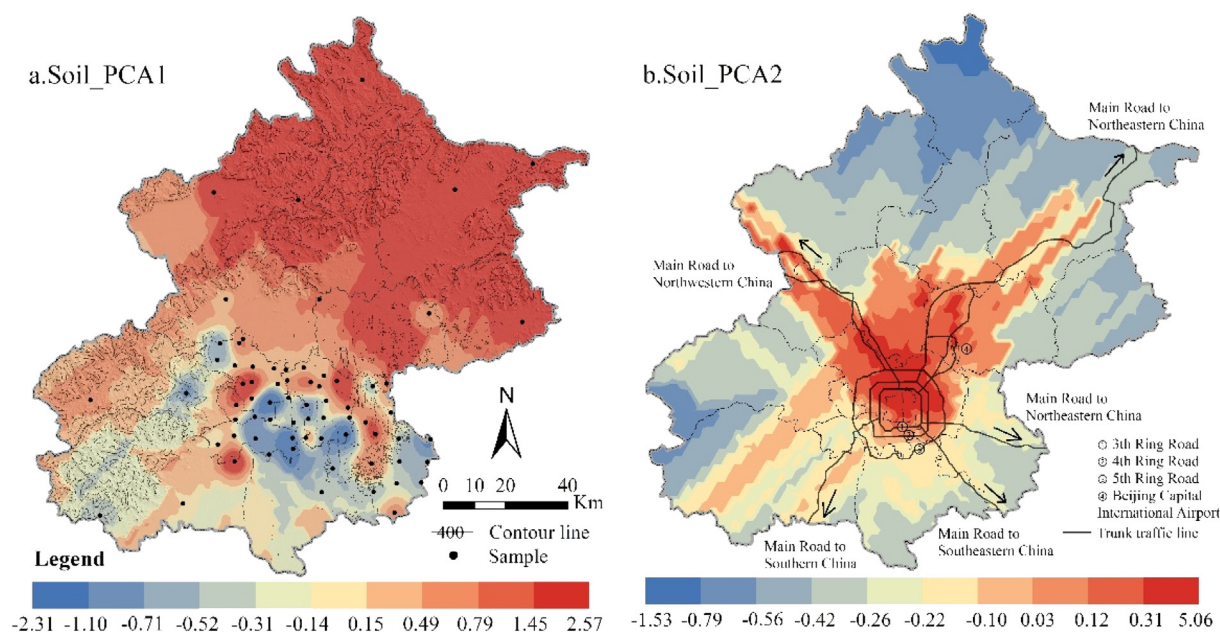 a.Soil_PCA1
N
0 10 20 40
Km
400 Contour line
Sample
Legend
-2.31 -1.10 -0.71 -0.52 -0.31 -0.14 0.15 0.49 0.79 1.45 2.57
b.Soil_PCA2
Main Road to
Northeastern China
Main Road to
Northwestern China
4
Main Road to
Northeastern China
① 3th Ring Road
② 4th Ring Road
③ 5th Ring Road
④ Beijing Capital
International Airport
Trunk traffic line
Main Road to
Southeastern China
Main Road to
Southern China
-1.53 -0.79 -0.56 -0.42 -0.26 -0.22 -0.10 0.03 0.12 0.31 5.06